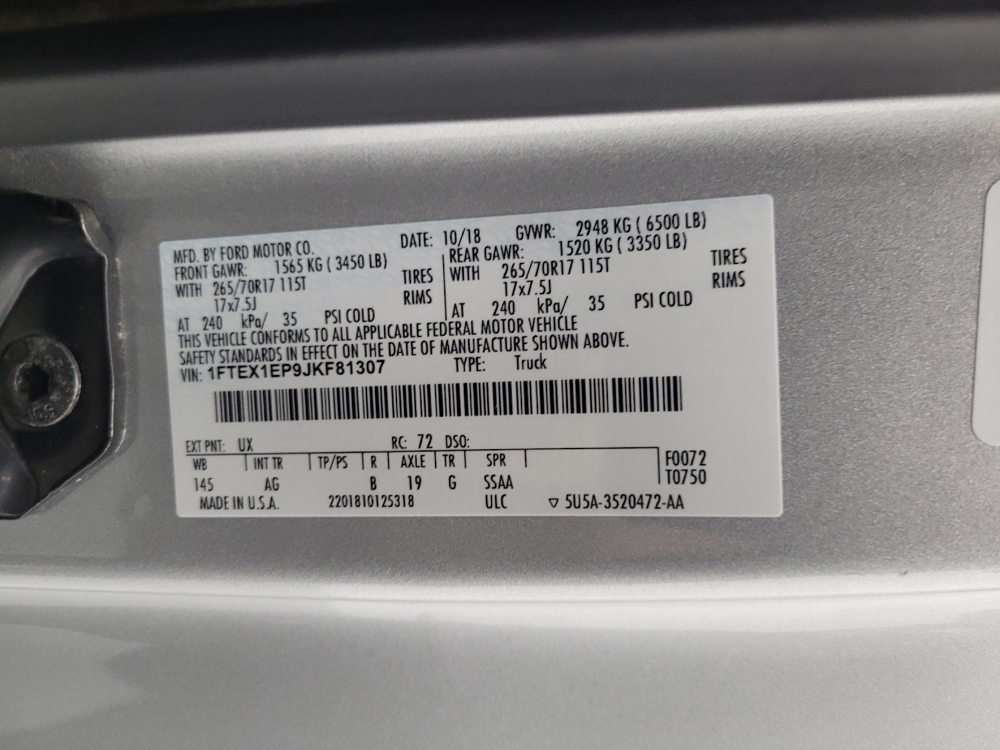 MFD. BY FORD MOTOR CO. DATE: 10/18 GVWR: 2948 KG ( 6500 LB)
FRONT GAWR: 1565 KG ( 3450 LB) REAR GAWR: 1520 KG ( 3350 LB)
WITH 265/70R17 115T TIRES WITH 265/70R17 115T TIRES
17x7.5J RIMS 17x7.5J RIMS
AT 240 kPa/ 35 PSI COLD AT 240 kPa/ 35 PSI COLD
THIS VEHICLE CONFORMS TO ALL APPLICABLE FEDERAL MOTOR VEHICLE
SAFETY STANDARDS IN EFFECT ON THE DATE OF MANUFACTURE SHOWN ABOVE.
VIN: 1FTEX1EP9JKF81307 TYPE: Truck
EXT PNT: UX RC: 72 DSO:
WB INT TR TP/PS R AXLE TR SPR F0072
145 AG B 19 G SSAA T0750
MADE IN U.S.A. 2201810125318 ULC ▽ 5U5A-3520472-AA